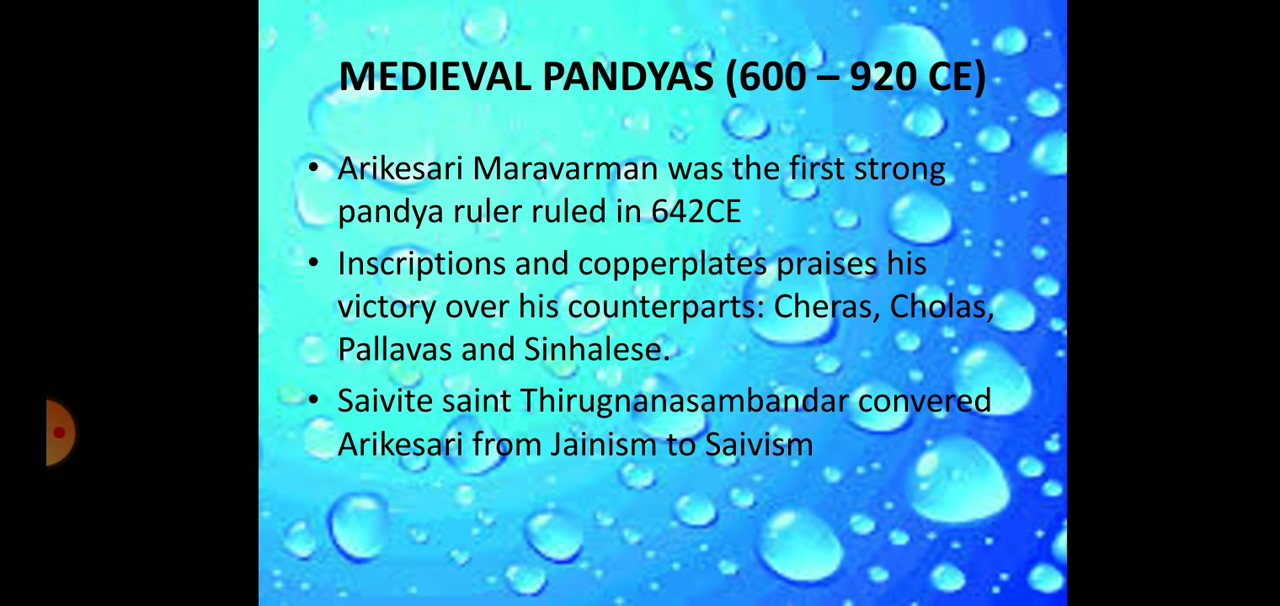 MEDIEVAL PANDYAS (600 – 920 CE)
• Arikesari Maravarman was the first strong
pandya ruler ruled in 642CE
• Inscriptions and copperplates praises his
victory over his counterparts: Cheras, Cholas,
Pallavas and Sinhalese.
• Saivite saint Thirugnanasambandar convered
Arikesari from Jainism to Saivism